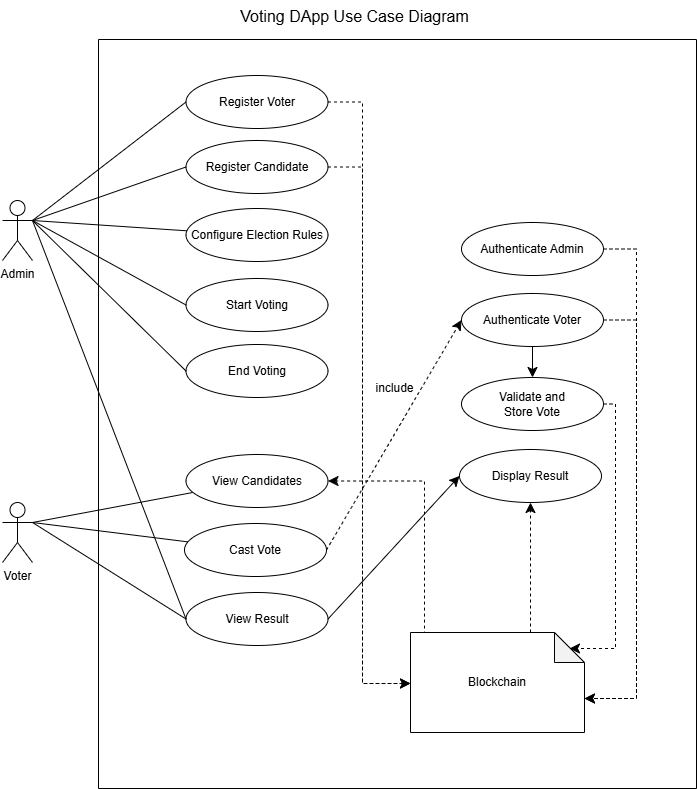 Voting DApp Use Case Diagram
Register Voter
Register Candidate
Admin
Configure Election Rules
Authenticate Admin
Start Voting
Authenticate Voter
End Voting
include
Validate and
Store Vote
View Candidates
Display Result
Voter
Cast Vote
View Result
Blockchain